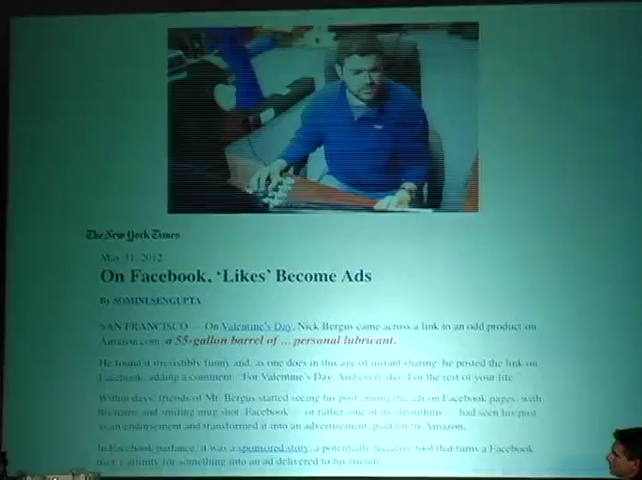 The New York Times
May 31, 2012
On Facebook, 'Likes' Become Ads
By SOMINI SENGUPTA
SAN FRANCISCO — On Valentine's Day, Nick Bergus came across a link to an odd product on
Amazon.com: a 55-gallon barrel of ... personal lubricant.
He found it irresistibly funny and, as one does in this age of instant sharing, he posted the link on
Facebook, adding a comment: "For Valentine's Day. And every day. For the rest of your life."
Within days, friends of Mr. Bergus started seeing his post among the ads on Facebook pages, with
his name and smiling mug shot. Facebook — or rather, one of its algorithms — had seen his post
as an endorsement and transformed it into an advertisement, paid for by Amazon.
In Facebook parlance, it was a sponsored story, a potentially lucrative tool that turns a Facebook
user's affinity for something into an ad delivered to his friends.